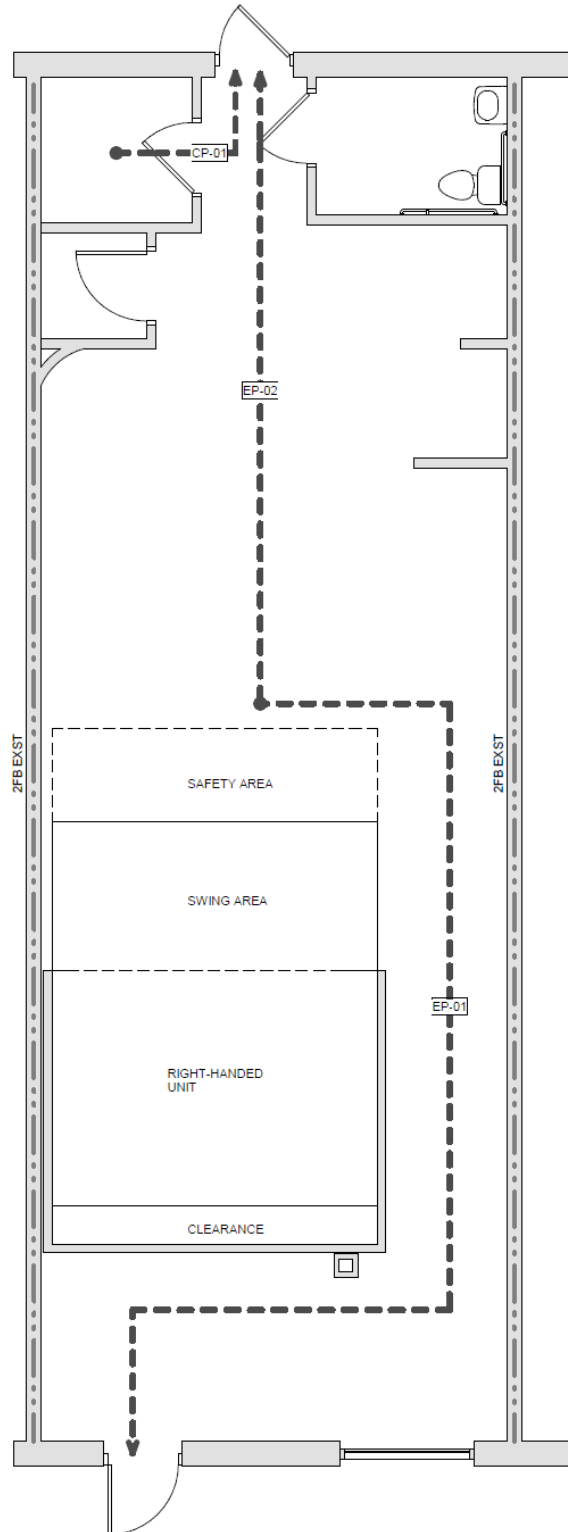 CP-01
EP-02
2FB EXST
2FB EXST
SAFETY AREA
SWING AREA
EP-01
RIGHT-HANDED
UNIT
CLEARANCE